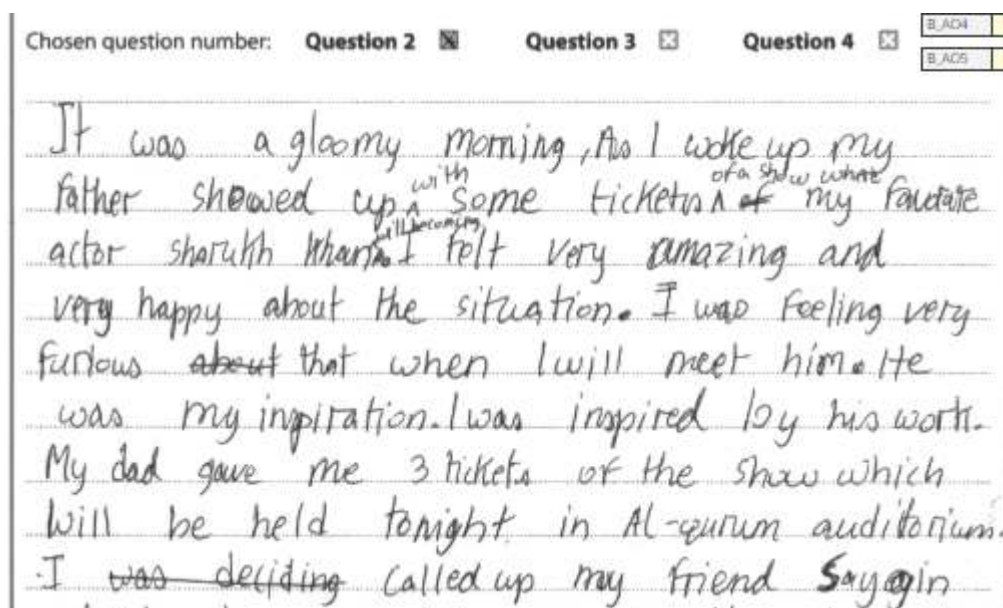 B_AO4
Chosen question number: Question 2 Question 3 Question 4
B_AO5
It was a gloomy morning, As I woke up my
father showed up with some tickets of a show where of my favorate
actor sharukh khan will becoming I felt very amazing and
very happy about the situation. I was feeling very
furious about that when I will meet him. He
was my inspiration. I was inspired by his work.
My dad gave me 3 tickets of the show which
will be held tonight in Al-qurum auditorium.
I was deciding called up my friend Sayagin